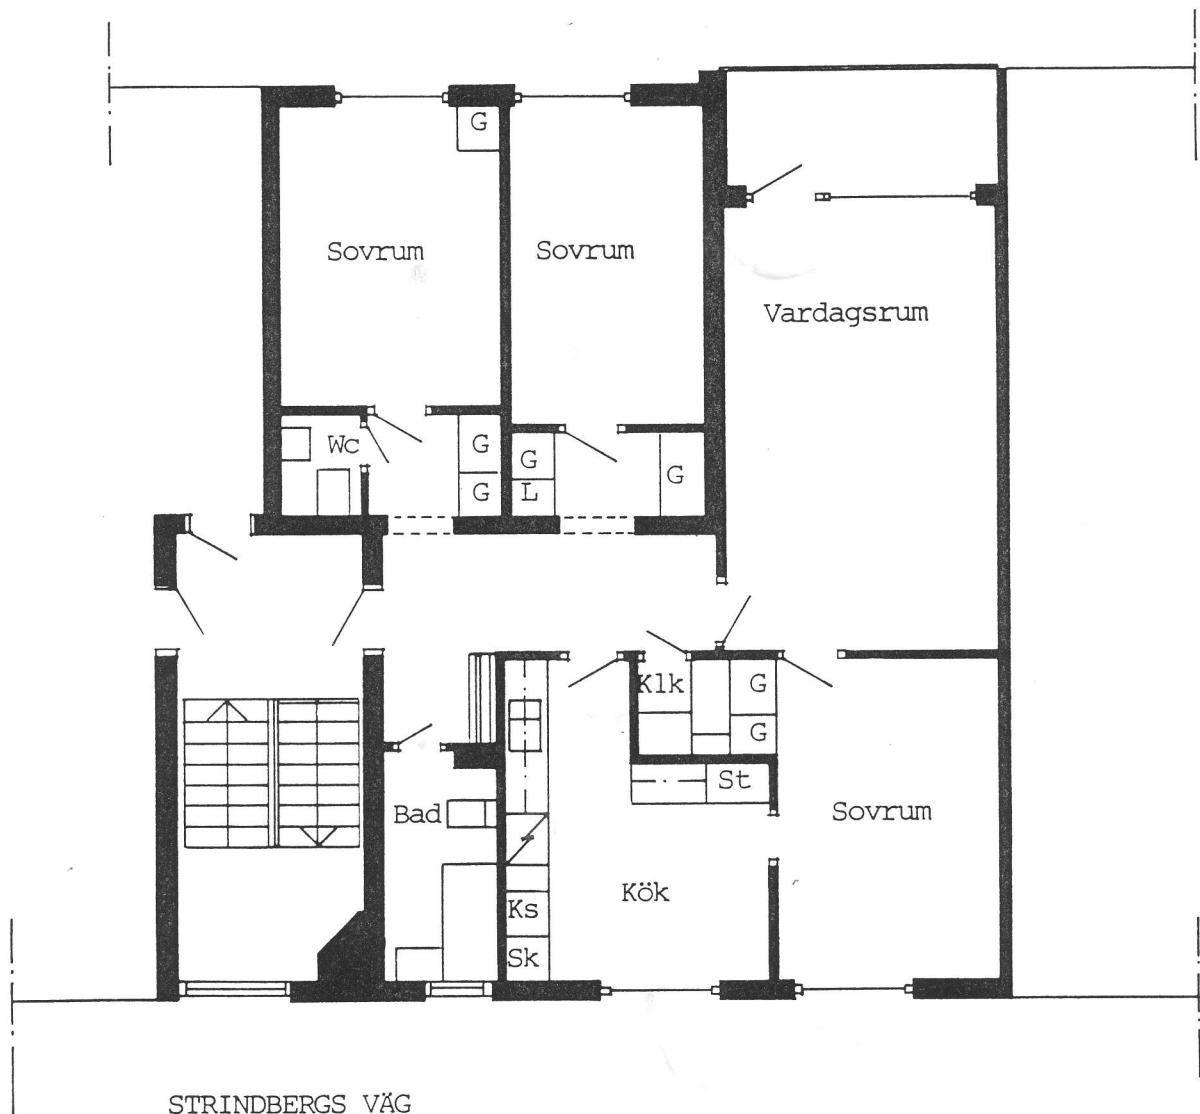 G
Sovrum
Sovrum
Vardagsrum
Wc
G
G
G
L
G
Klk
G
G
St
Bad
Sovrum
Kök
Ks
Sk
STRINDBERGS VÄG